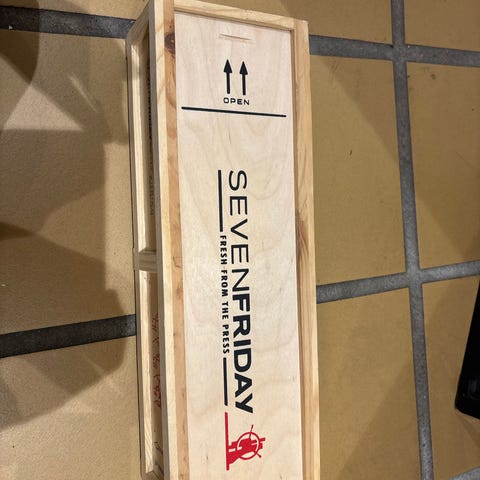 OPEN
SEVENFRIDAY
FRESH FROM THE PRESS